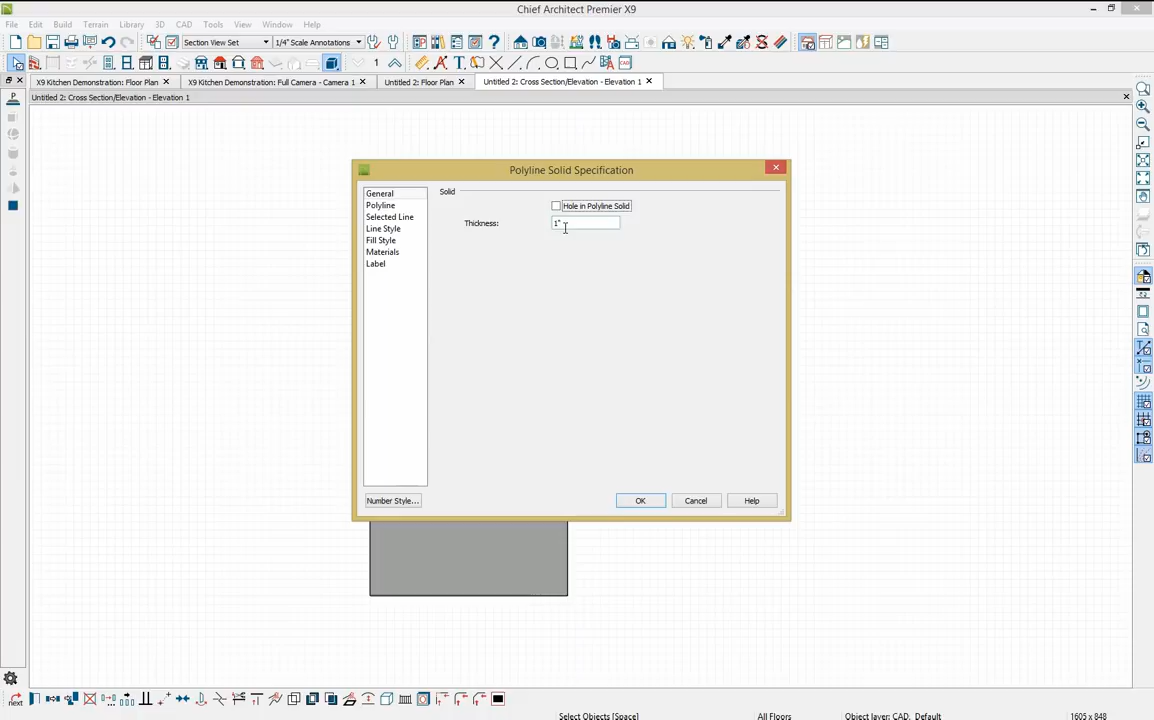 Chief Architect Premier X9
File Edit Build Terrain Library 3D CAD Tools View Window Help
Section View Set 1/4" Scale Annotations
1
X9 Kitchen Demonstration: Floor Plan X9 Kitchen Demonstration: Full Camera - Camera 1 Untitled 2: Floor Plan Untitled 2: Cross Section/Elevation - Elevation 1
Untitled 2: Cross Section/Elevation - Elevation 1
Polyline Solid Specification
General
Polyline
Selected Line
Line Style
Fill Style
Materials
Label
Solid
Hole in Polyline Solid
Thickness: 1"
Number Style... OK Cancel Help
next
Select Objects [Space] All Floors Object layer: CAD, Default 1605 x 848